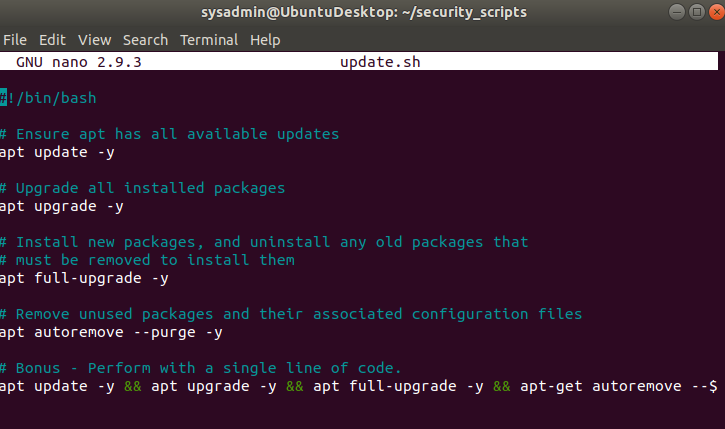 sysadmin@UbuntuDesktop: ~/security_scripts
File Edit View Search Terminal Help
GNU nano 2.9.3 update.sh
#!/bin/bash
# Ensure apt has all available updates
apt update -y
# Upgrade all installed packages
apt upgrade -y
# Install new packages, and uninstall any old packages that
# must be removed to install them
apt full-upgrade -y
# Remove unused packages and their associated configuration files
apt autoremove --purge -y
# Bonus - Perform with a single line of code.
apt update -y && apt upgrade -y && apt full-upgrade -y && apt-get autoremove --$